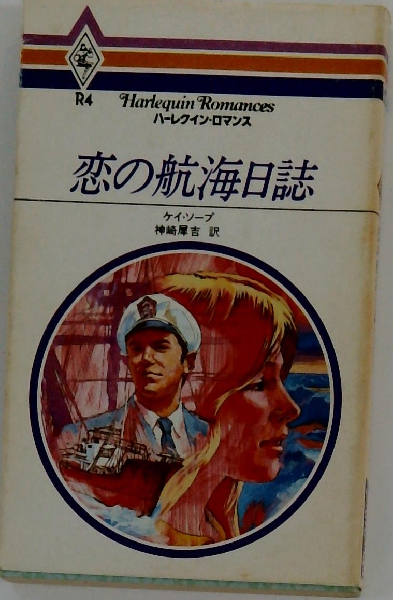 R4
Harlequin Romances
ハーレクイン・ロマンス
恋の航海日誌
ケイ・ソープ
神崎犀吉 訳